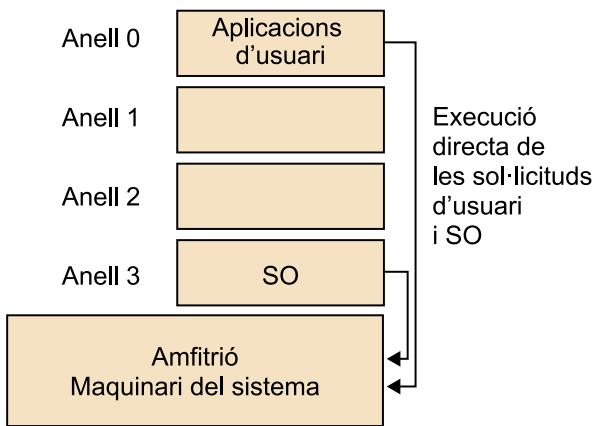 Anell 0
Aplicacions
d’usuari
Anell 1
Anell 2
Anell 3
SO
Execució
directa de
les sol·licituds
d’usuari
i SO
Amfitrió
Maquinari del sistema